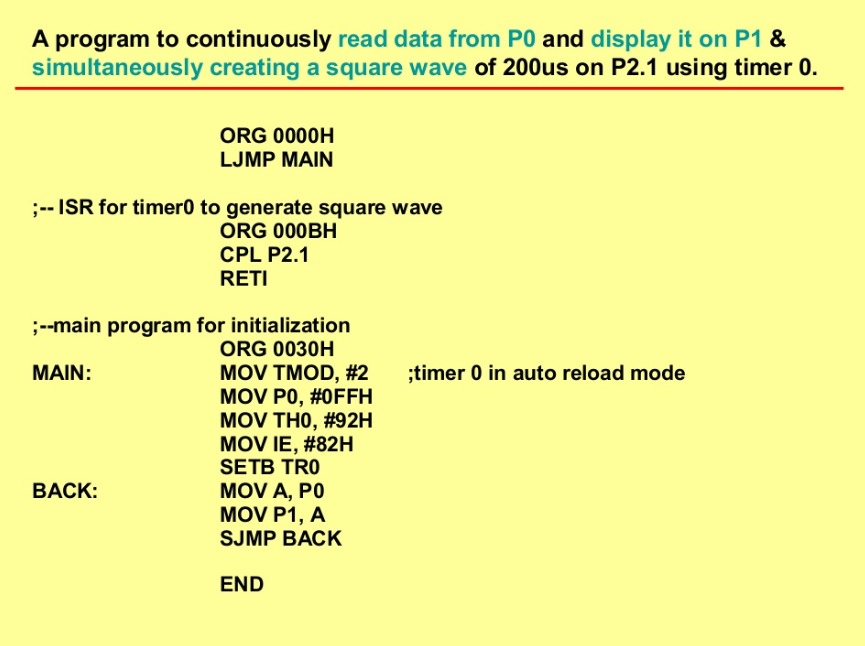 A program to continuously read data from P0 and display it on P1 &
simultaneously creating a square wave of 200us on P2.1 using timer 0.
ORG 0000H
LJMP MAIN
;-- ISR for timer0 to generate square wave
ORG 000BH
CPL P2.1
RETI
;--main program for initialization
ORG 0030H
MAIN: MOV TMOD, #2 ;timer 0 in auto reload mode
MOV P0, #0FFH
MOV TH0, #92H
MOV IE, #82H
SETB TR0
BACK: MOV A, P0
MOV P1, A
SJMP BACK
END